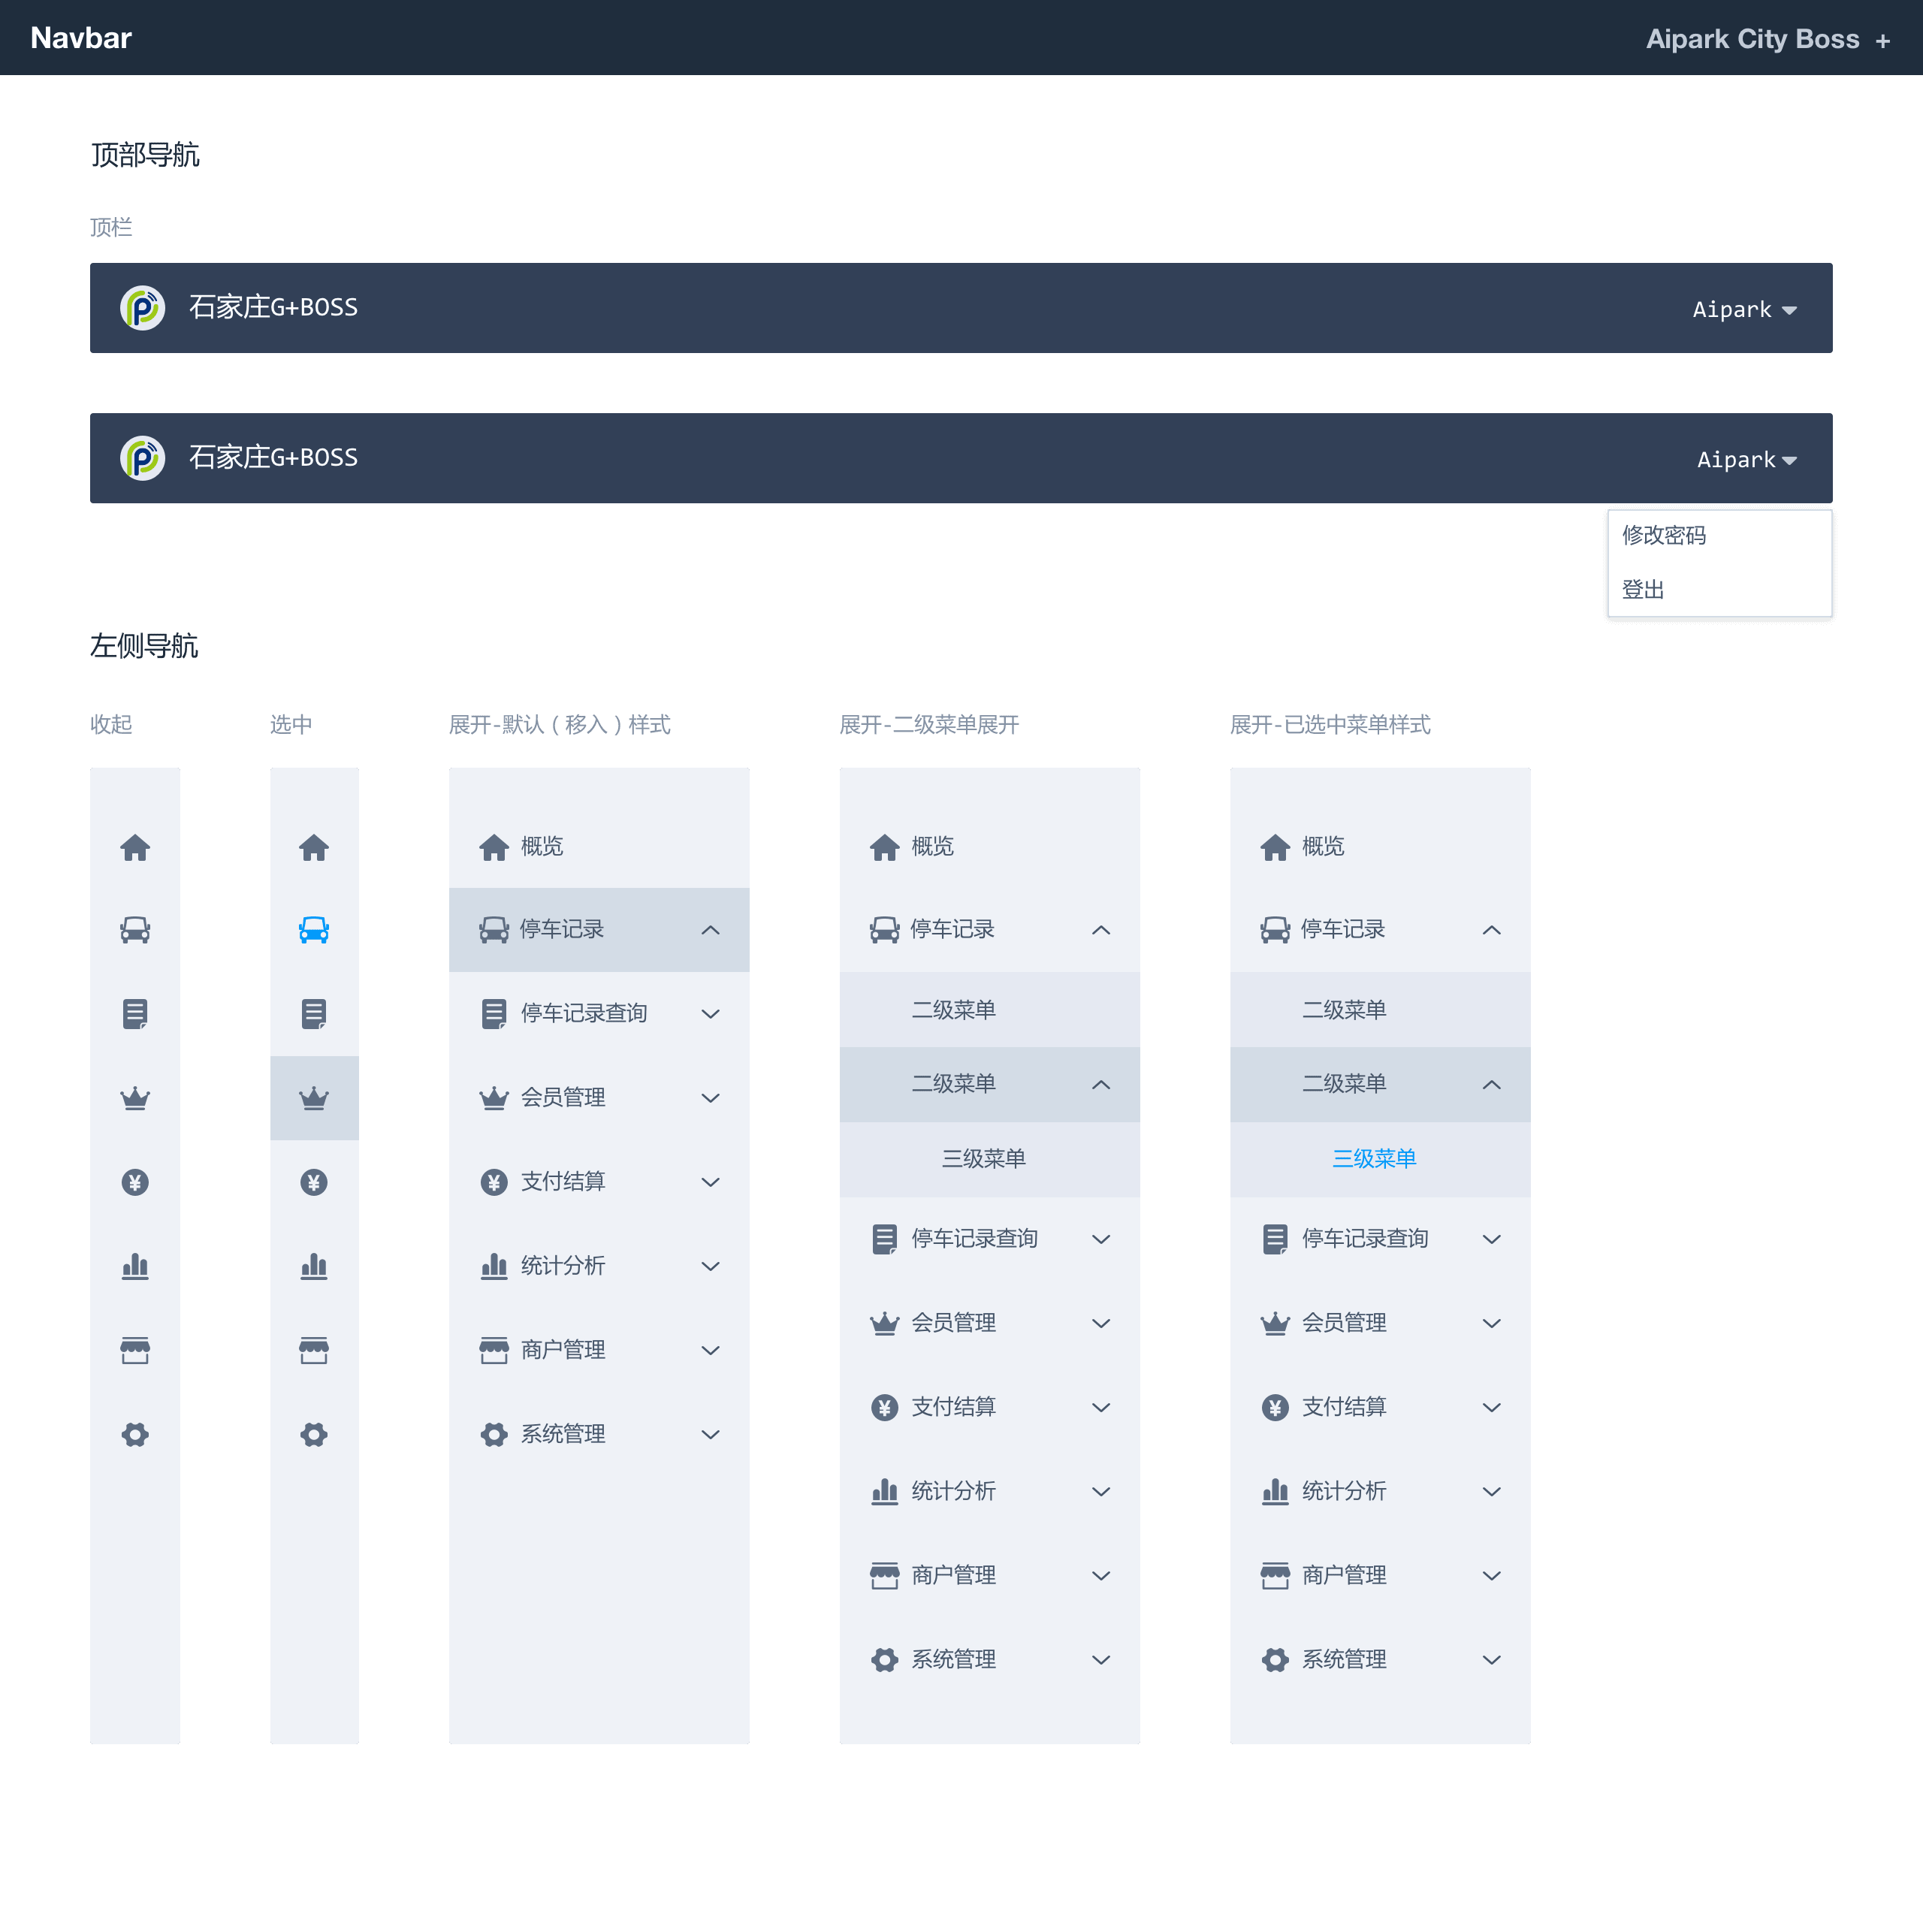 Navbar
Aipark City Boss +
顶部导航
顶栏
石家庄G+BOSS
Aipark
石家庄G+BOSS
Aipark
修改密码
登出
左侧导航
收起
选中
展开-默认（移入）样式
概览
停车记录
停车记录查询
会员管理
支付结算
统计分析
商户管理
系统管理
展开-二级菜单展开
概览
停车记录
二级菜单
二级菜单
三级菜单
停车记录查询
会员管理
支付结算
统计分析
商户管理
系统管理
展开-已选中菜单样式
概览
停车记录
二级菜单
二级菜单
三级菜单
停车记录查询
会员管理
支付结算
统计分析
商户管理
系统管理